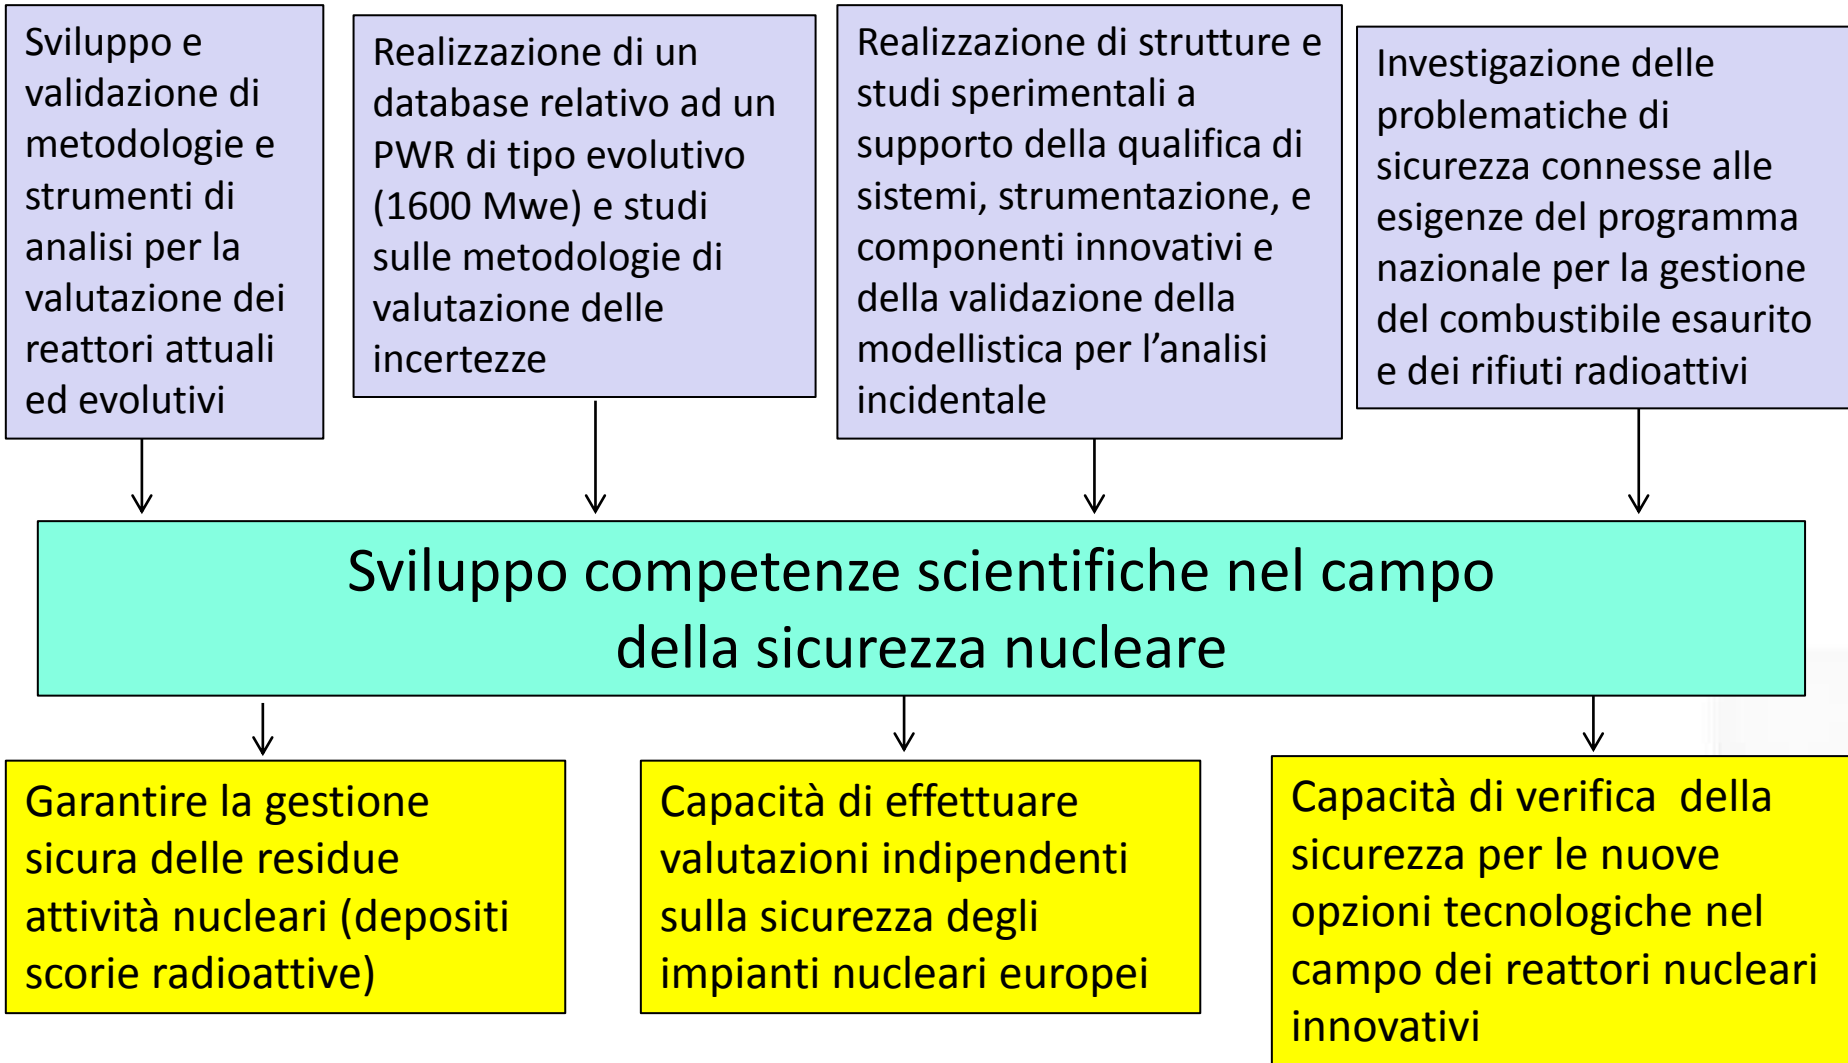 Sviluppo e
validazione di
metodologie e
strumenti di
analisi per la
valutazione dei
reattori attuali
ed evolutivi
Realizzazione di un
database relativo ad un
PWR di tipo evolutivo
(1600 Mwe) e studi
sulle metodologie di
valutazione delle
incertezze
Realizzazione di strutture e
studi sperimentali a
supporto della qualifica di
sistemi, strumentazione, e
componenti innovativi e
della validazione della
modellistica per l’analisi
incidentale
Investigazione delle
problematiche di
sicurezza connesse alle
esigenze del programma
nazionale per la gestione
del combustibile esaurito
e dei rifiuti radioattivi
Sviluppo competenze scientifiche nel campo
della sicurezza nucleare
Garantire la gestione
sicura delle residue
attività nucleari (depositi
scorie radioattive)
Capacità di effettuare
valutazioni indipendenti
sulla sicurezza degli
impianti nucleari europei
Capacità di verifica  della
sicurezza per le nuove
opzioni tecnologiche nel
campo dei reattori nucleari
innovativi